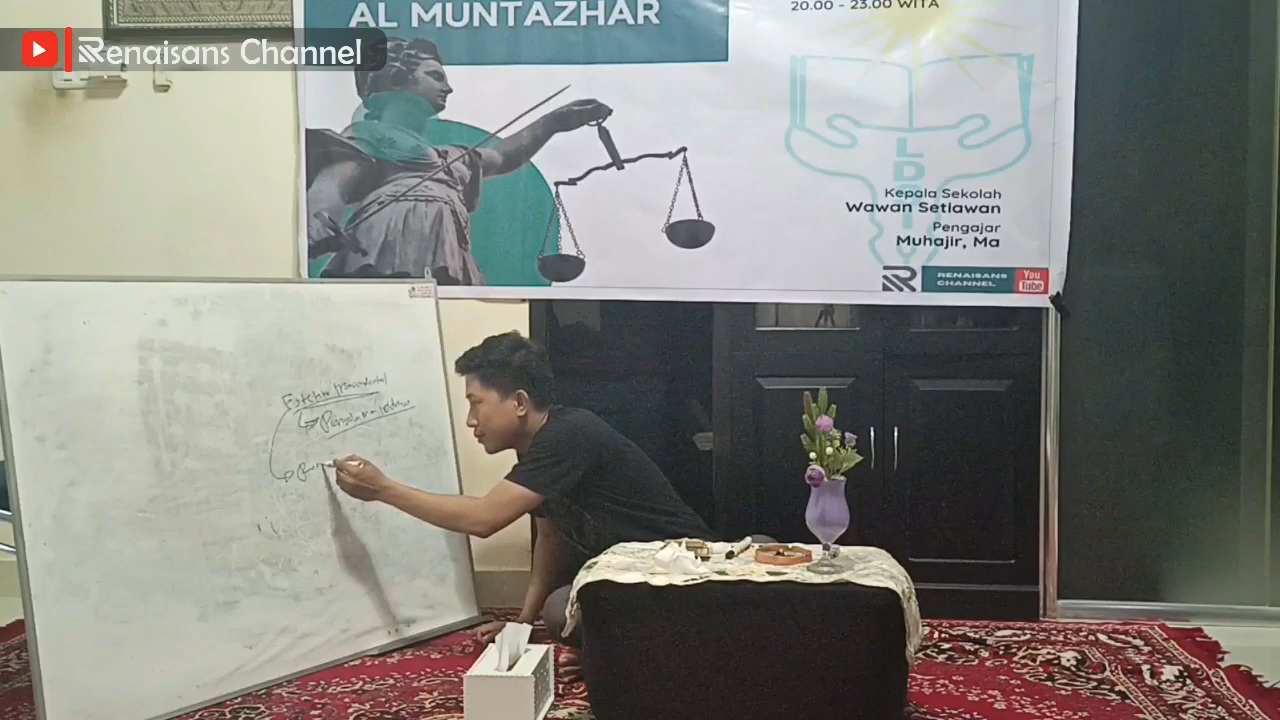 AL MUNTAZHAR
20.00 - 23.00 WITA
Renaisans Channel
LD
Kepala Sekolah
Wawan Setiawan
Pengajar
Muhajir, Ma
RENAISANS
CHANNEL
You
Tube